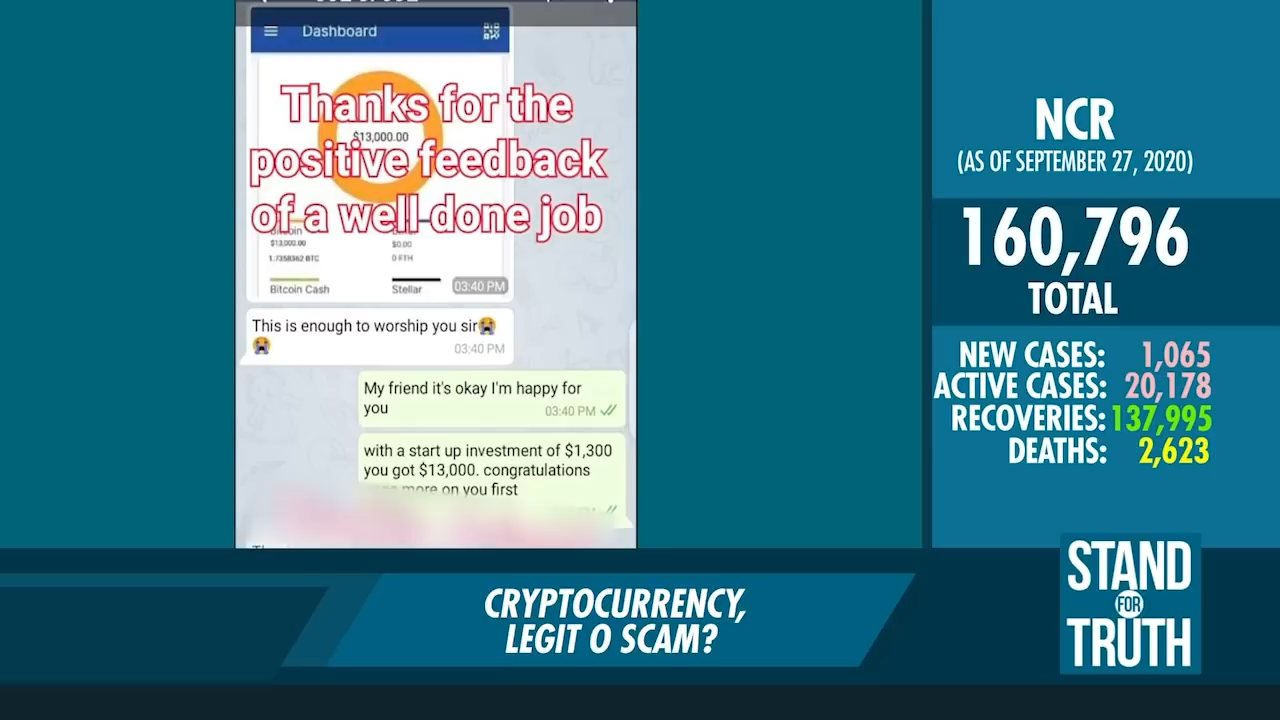 Dashboard
Thanks for the
$13,000.00
positive feedback
of a well done job
$13,000.00
$0.00
1.7358362 BTC
0 ETH
Bitcoin Cash
Stellar
03:40 PM
This is enough to worship you sir😭
😭
03:40 PM
My friend it's okay I'm happy for
you
03:40 PM
with a start up investment of $1,300
you got $13,000. congratulations
more on you first
NCR
(AS OF SEPTEMBER 27, 2020)
160,796
TOTAL
NEW CASES: 1,065
ACTIVE CASES: 20,178
RECOVERIES: 137,995
DEATHS: 2,623
CRYPTOCURRENCY,
LEGIT O SCAM?
STAND
FOR
TRUTH